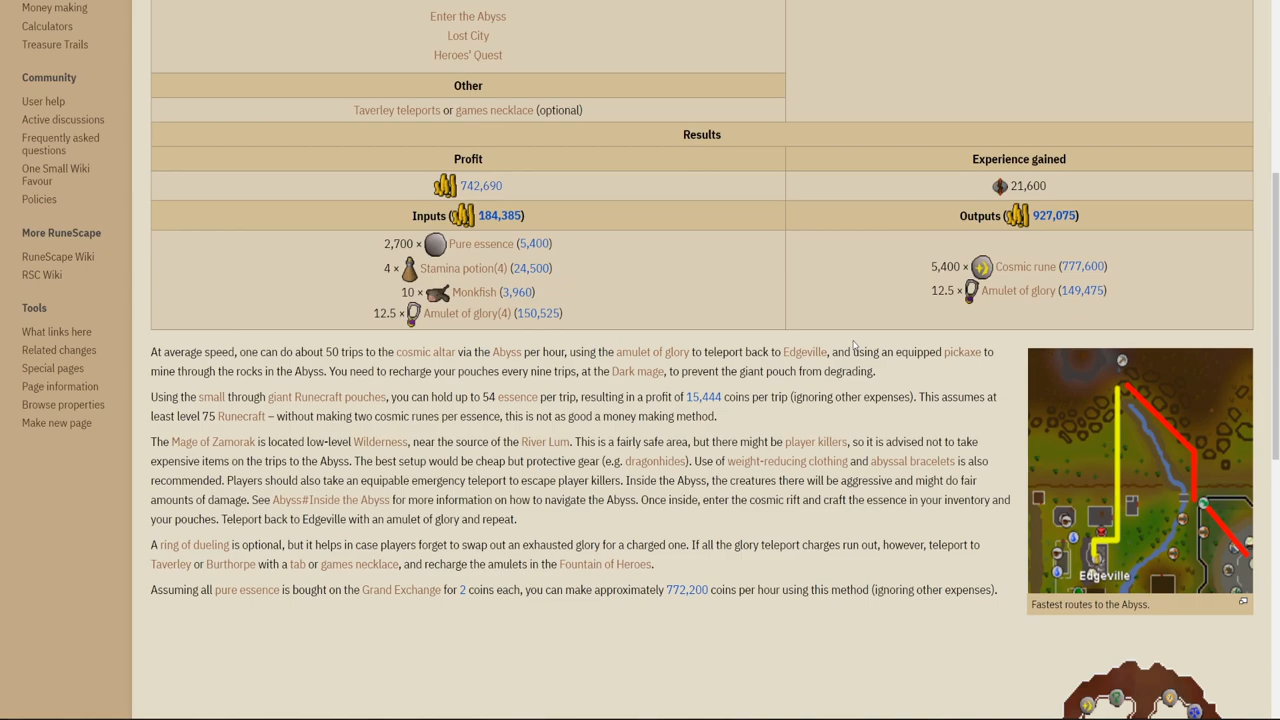 Money making
Calculators
Treasure Trails
Community
User help
Active discussions
Frequently asked
questions
One Small Wiki
Favour
Policies
More RuneScape
RuneScape Wiki
RSC Wiki
Tools
What links here
Related changes
Special pages
Page information
Browse properties
Make new page
Enter the Abyss
Lost City
Heroes' Quest
Other
Taverley teleports or games necklace (optional)
Results
Profit
Experience gained
742,690
21,600
Inputs (184,385)
Outputs (927,075)
2,700 × Pure essence (5,400)
4 × Stamina potion(4) (24,500)
10 × Monkfish (3,960)
12.5 × Amulet of glory(4) (150,525)
5,400 × Cosmic rune (777,600)
12.5 × Amulet of glory (149,475)
At average speed, one can do about 50 trips to the cosmic altar via the Abyss per hour, using the amulet of glory to teleport back to Edgeville, and using an equipped pickaxe to
mine through the rocks in the Abyss. You need to recharge your pouches every nine trips, at the Dark mage, to prevent the giant pouch from degrading.
Using the small through giant Runecraft pouches, you can hold up to 54 essence per trip, resulting in a profit of 15,444 coins per trip (ignoring other expenses). This assumes at
least level 75 Runecraft – without making two cosmic runes per essence, this is not as good a money making method.
The Mage of Zamorak is located low-level Wilderness, near the source of the River Lum. This is a fairly safe area, but there might be player killers, so it is advised not to take
expensive items on the trips to the Abyss. The best setup would be cheap but protective gear (e.g. dragonhides). Use of weight-reducing clothing and abyssal bracelets is also
recommended. Players should also take an equipable emergency teleport to escape player killers. Inside the Abyss, the creatures there will be aggressive and might do fair
amounts of damage. See Abyss#Inside the Abyss for more information on how to navigate the Abyss. Once inside, enter the cosmic rift and craft the essence in your inventory and
your pouches. Teleport back to Edgeville with an amulet of glory and repeat.
A ring of dueling is optional, but it helps in case players forget to swap out an exhausted glory for a charged one. If all the glory teleport charges run out, however, teleport to
Taverley or Burthorpe with a tab or games necklace, and recharge the amulets in the Fountain of Heroes.
Assuming all pure essence is bought on the Grand Exchange for 2 coins each, you can make approximately 772,200 coins per hour using this method (ignoring other expenses).
Edgeville
Fastest routes to the Abyss.